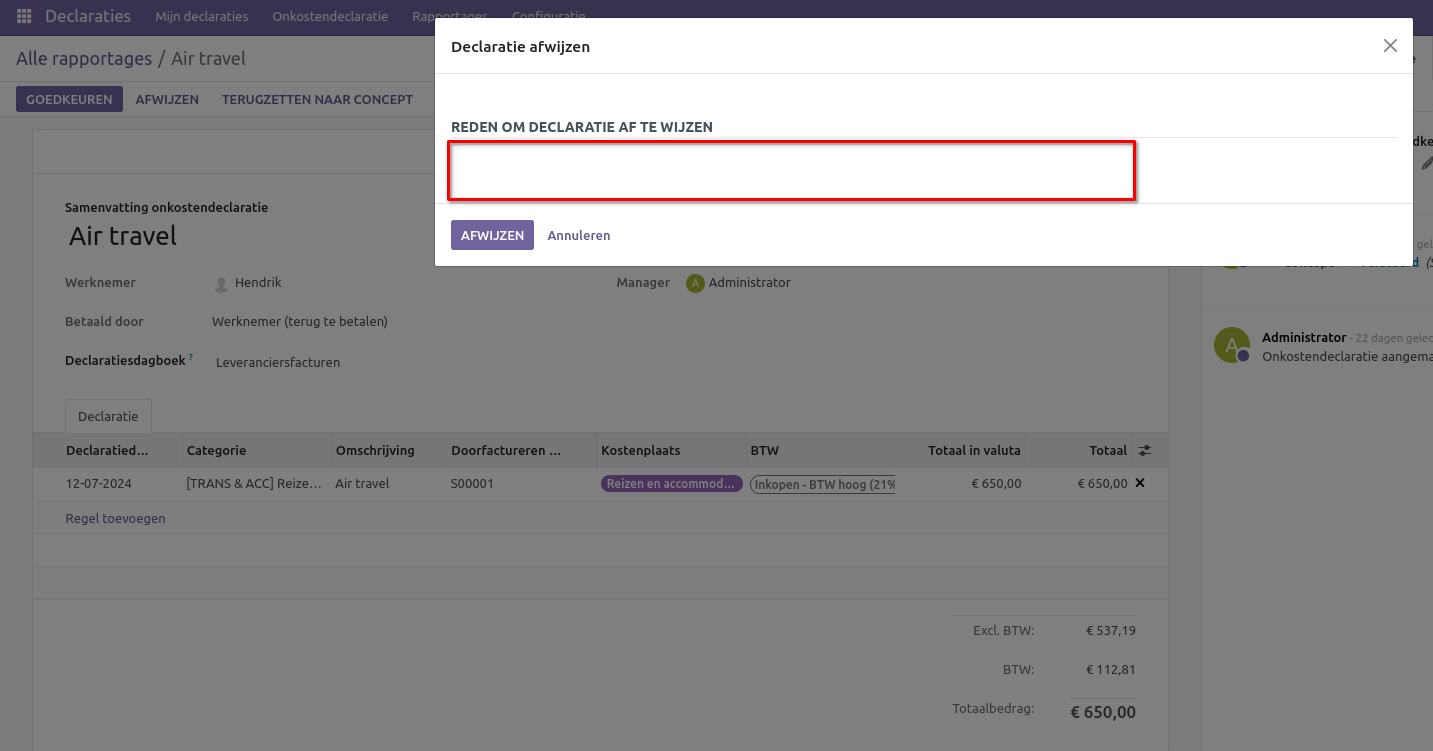 Declaraties Mijn declaraties Onkostendeclaratie Rapportages Configuratie
Declaratie afwijzen
Alle rapportages / Air travel
GOEDKEUREN AFWIJZEN TERUGZETTEN NAAR CONCEPT
REDEN OM DECLARATIE AF TE WIJZEN
AFWIJZEN Annuleren
Samenvatting onkostendeclaratie
Air travel
Werknemer Hendrik Manager A Administrator
Betaald door Werknemer (terug te betalen)
Declaratiesdagboek ? Leveranciersfacturen
A Administrator - 22 dagen gelec
Onkostendeclaratie aangema
Declaratie
Declaratied... Categorie Omschrijving Doorfactureren ... Kostenplaats BTW Totaal in valuta Totaal
12-07-2024 [TRANS & ACC] Reize... Air travel S00001 Reizen en accommod... Inkopen - BTW hoog (21% € 650,00 € 650,00
Regel toevoegen
Excl. BTW: € 537,19
BTW: € 112,81
Totaalbedrag: € 650,00